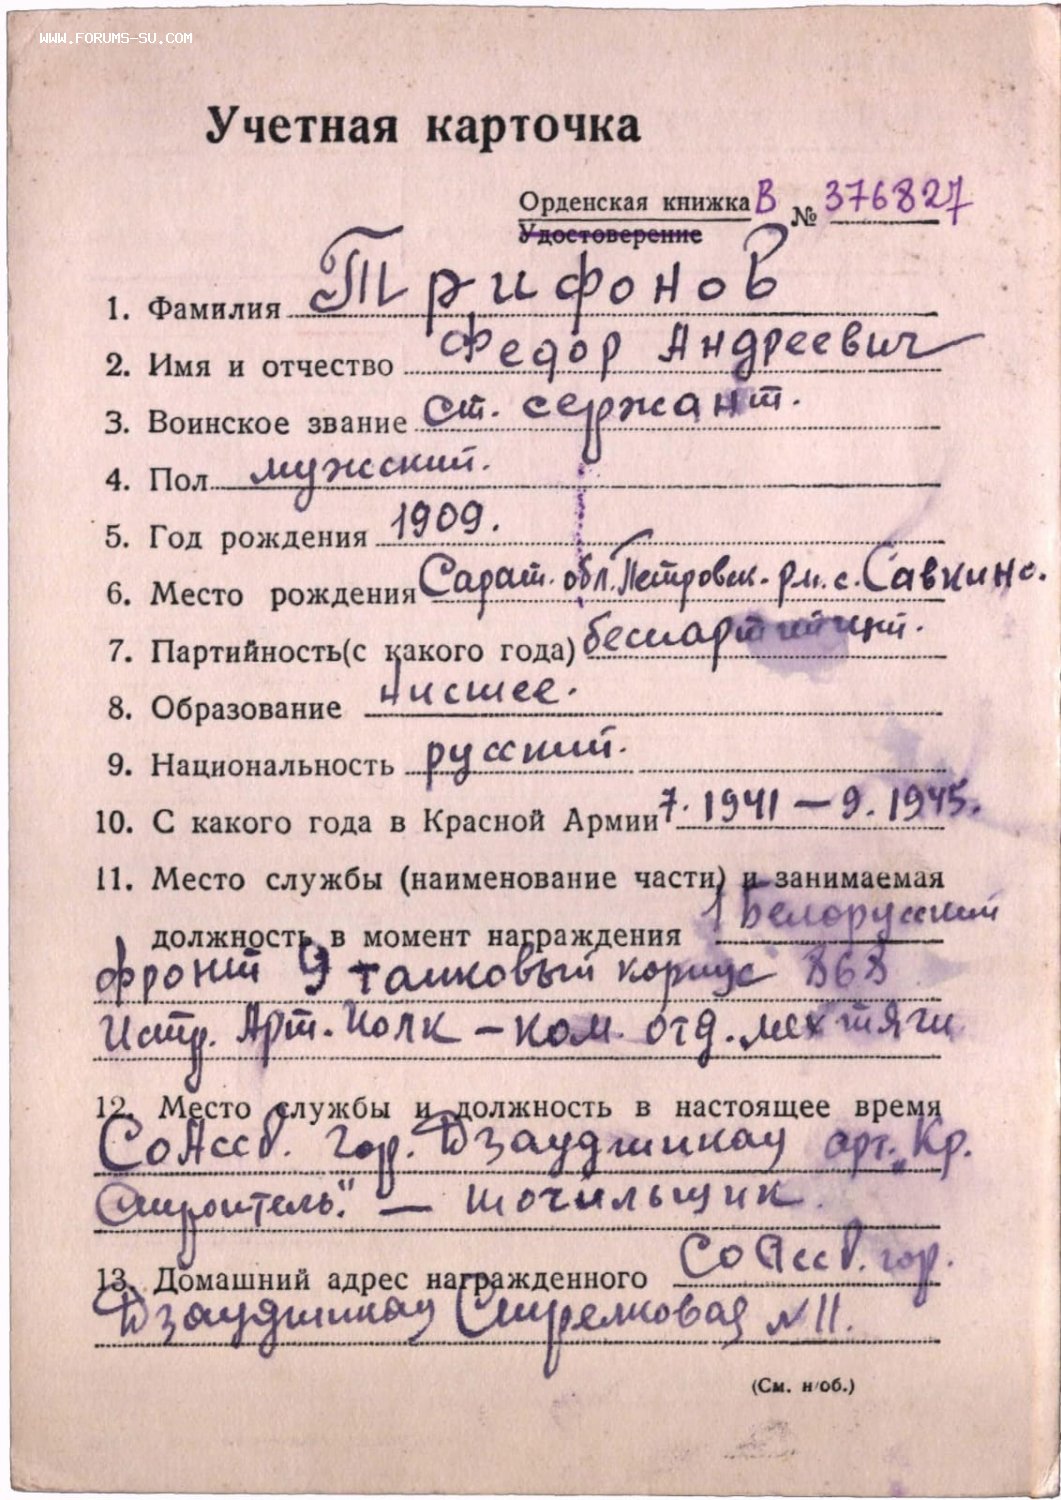 WWW.FORUMS-SU.COM
Учетная карточка
Орденская книжка В № 376827
Удостоверение
1. Фамилия Трифонов
2. Имя и отчество Федор Андреевич
3. Воинское звание ст. сержант.
4. Пол мужский.
5. Год рождения 1909.
6. Место рождения Сарат. обл. Петровск. р-н. с. Савкино.
7. Партийность(с какого года) беспартийный.
8. Образование нисшее.
9. Национальность русский.
10. С какого года в Красной Армии 7. 1941 — 9. 1945.
11. Место службы (наименование части) и занимаемая
должность в момент награждения 1 Белорусский
фронт 9 танковый корпус 868
Истр. Арт. Полк — ком. отд. мех тяги
12. Место службы и должность в настоящее время
СоАсср. гор. Дзауджикау арт. „Кр.
Строитель." — точильщик.
13. Домашний адрес награжденного СоАсср. гор.
Дзауджикау Стрелковая № 11.
(См. н/об.)